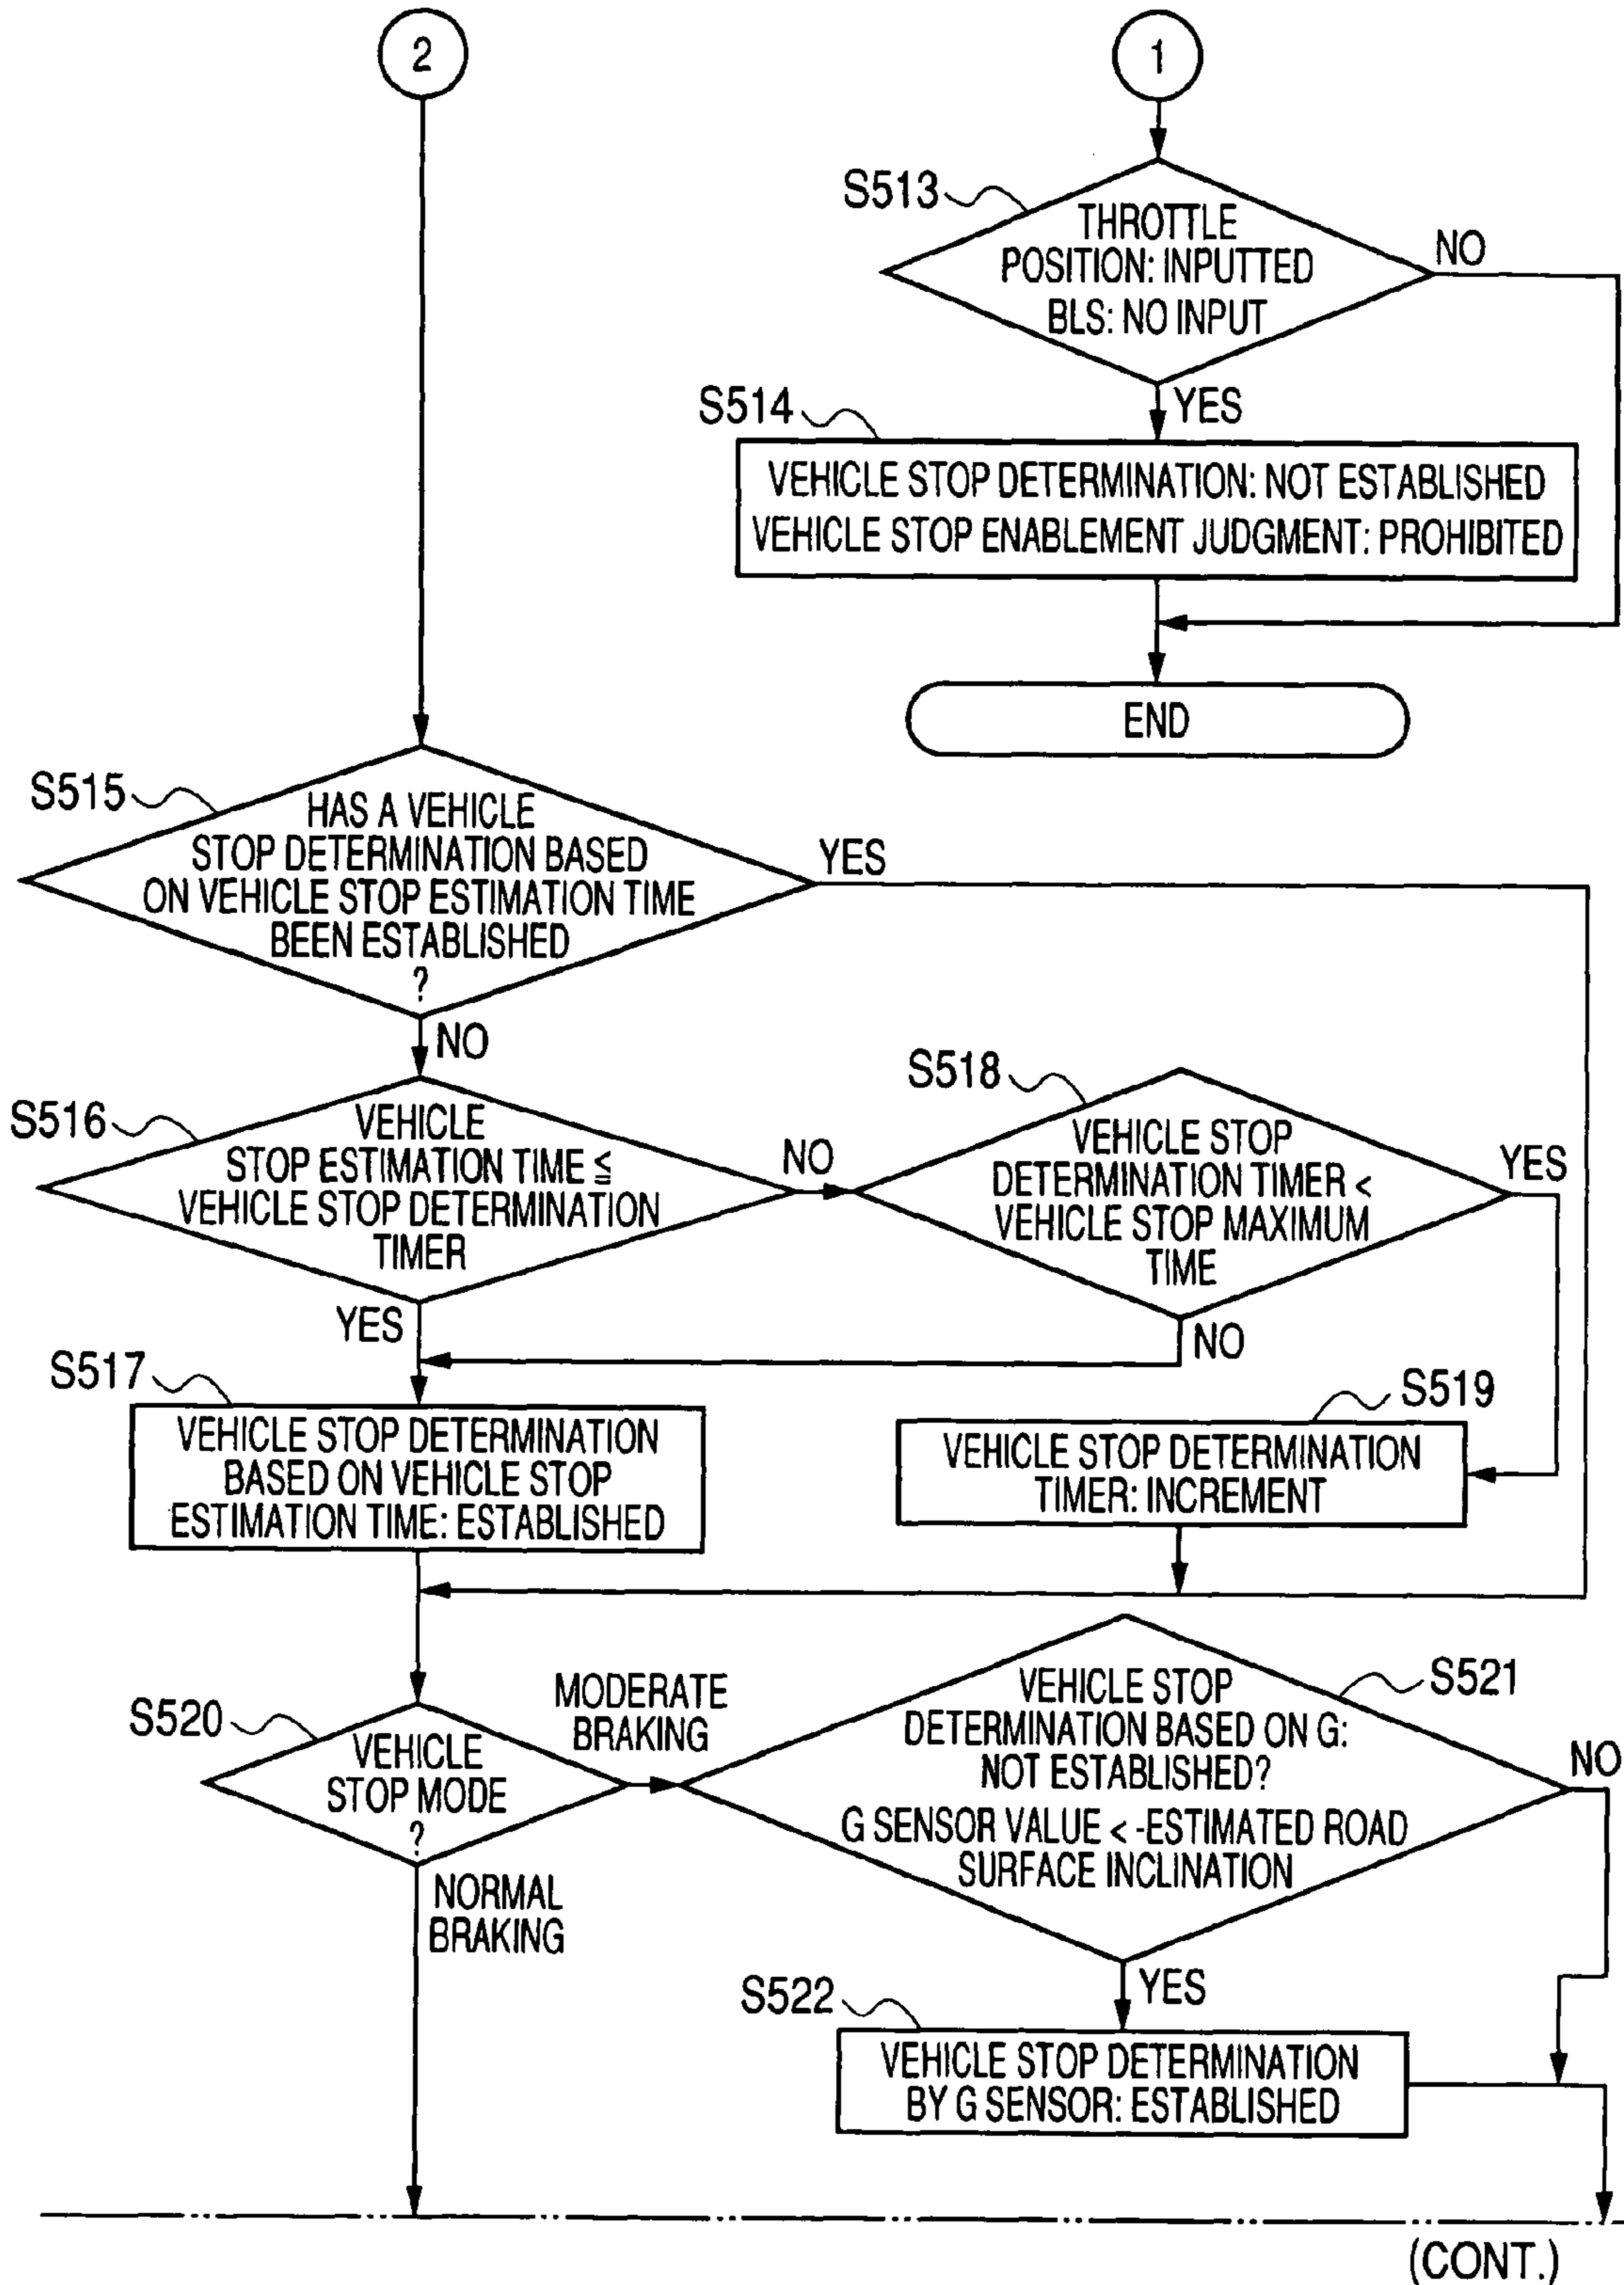 2
1
S513
THROTTLE
POSITION: INPUTTED
BLS: NO INPUT
NO
YES
S514
VEHICLE STOP DETERMINATION: NOT ESTABLISHED
VEHICLE STOP ENABLEMENT JUDGMENT: PROHIBITED
END
S515
HAS A VEHICLE
STOP DETERMINATION BASED
ON VEHICLE STOP ESTIMATION TIME
BEEN ESTABLISHED
?
YES
NO
S516
VEHICLE
STOP ESTIMATION TIME ≦
VEHICLE STOP DETERMINATION
TIMER
NO
YES
S518
VEHICLE STOP
DETERMINATION TIMER <
VEHICLE STOP MAXIMUM
TIME
YES
NO
S517
VEHICLE STOP DETERMINATION
BASED ON VEHICLE STOP
ESTIMATION TIME: ESTABLISHED
S519
VEHICLE STOP DETERMINATION
TIMER: INCREMENT
S520
VEHICLE
STOP MODE
?
MODERATE
BRAKING
NORMAL
BRAKING
S521
VEHICLE STOP
DETERMINATION BASED ON G:
NOT ESTABLISHED?
G SENSOR VALUE < -ESTIMATED ROAD
SURFACE INCLINATION
NO
YES
S522
VEHICLE STOP DETERMINATION
BY G SENSOR: ESTABLISHED
(CONT.)